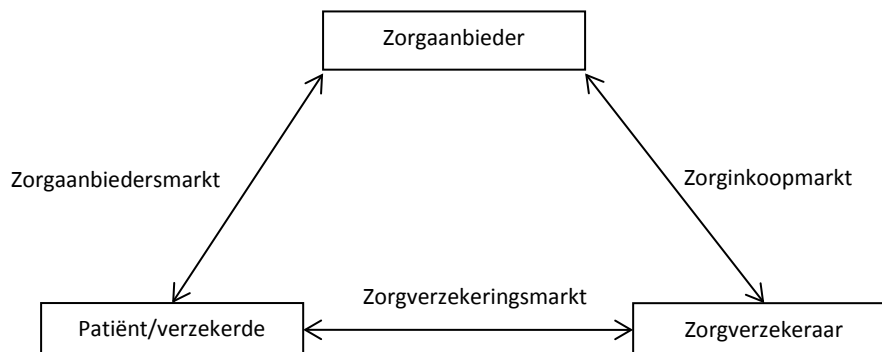 Zorgaanbieder
Zorgaanbiedersmarkt
Zorginkoopmarkt
Zorgverzekeringsmarkt
Patiënt/verzekerde
Zorgverzekeraar